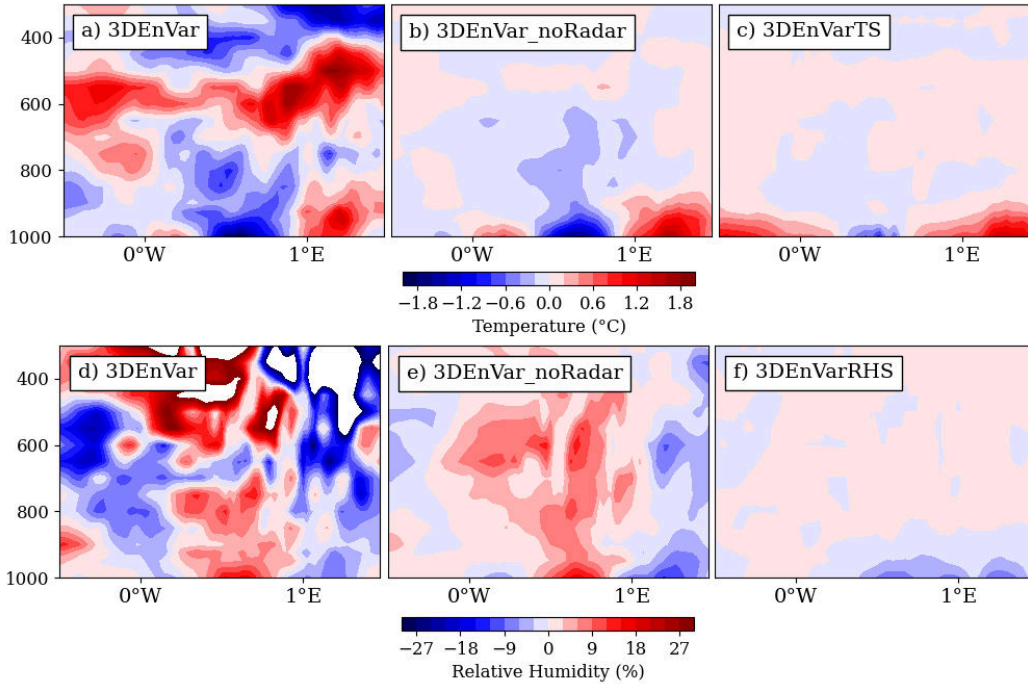 a) 3DEnVar
b) 3DEnVar_noRadar
c) 3DEnVarTS
400
600
800
1000
0°W 1°E 0°W 1°E 0°W 1°E
−1.8 −1.2 −0.6 0.0 0.6 1.2 1.8
Temperature (°C)
d) 3DEnVar
e) 3DEnVar_noRadar
f) 3DEnVarRHS
400
600
800
1000
0°W 1°E 0°W 1°E 0°W 1°E
−27 −18 −9 0 9 18 27
Relative Humidity (%)